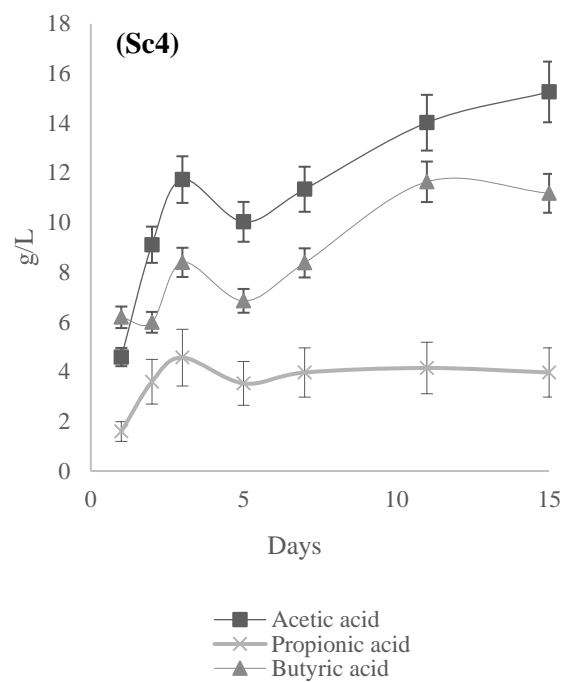 18
(Sc4)
16
14
12
10
g/L
8
6
4
2
0
0 5 10 15
Days
Acetic acid
Propionic acid
Butyric acid